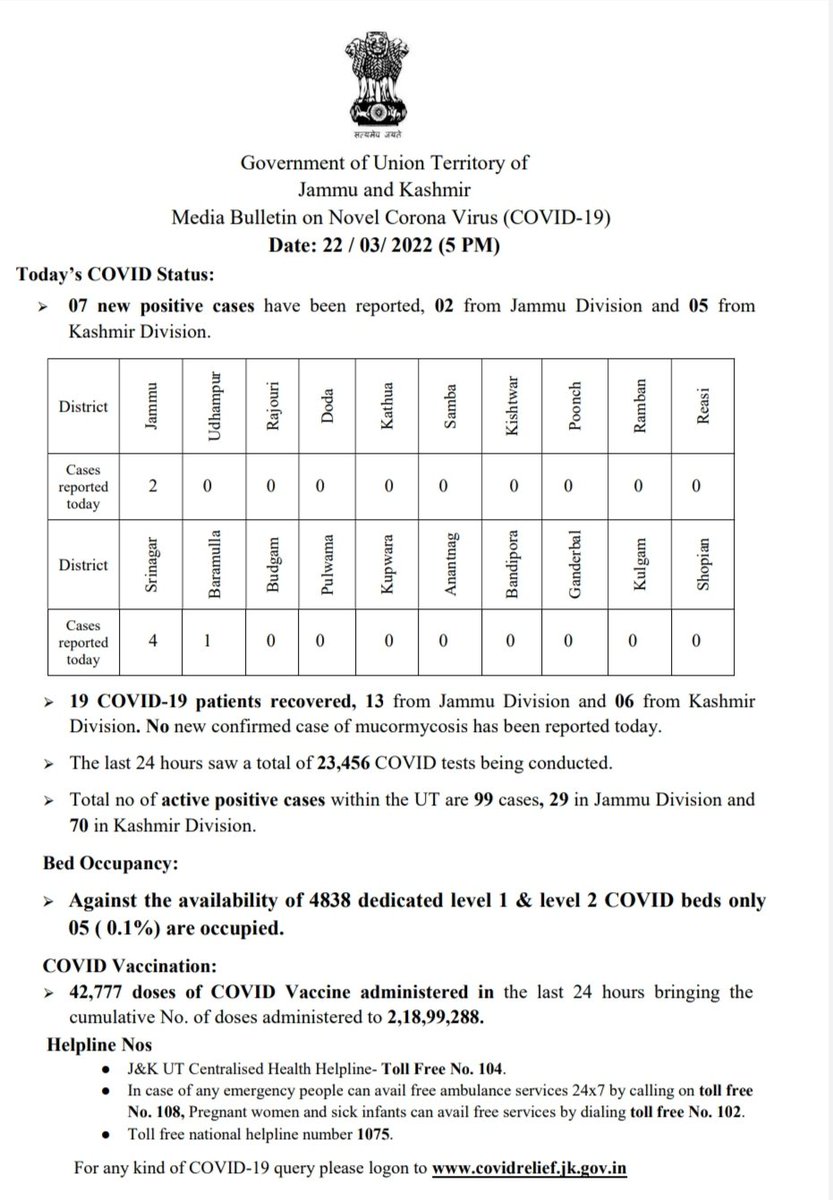 सत्यमेव जयते
Government of Union Territory of
Jammu and Kashmir
Media Bulletin on Novel Corona Virus (COVID-19)
Date: 22 / 03/ 2022 (5 PM)
Today’s COVID Status:
➢ 07 new positive cases have been reported, 02 from Jammu Division and 05 from
Kashmir Division.
District Jammu Udhampur Rajouri Doda Kathua Samba Kishtwar Poonch Ramban Reasi
Cases
reported
today 2 0 0 0 0 0 0 0 0 0
District Srinagar Baramulla Budgam Pulwama Kupwara Anantnag Bandipora Ganderbal Kulgam Shopian
Cases
reported
today 4 1 0 0 0 0 0 0 0 0
➢ 19 COVID-19 patients recovered, 13 from Jammu Division and 06 from Kashmir
Division. No new confirmed case of mucormycosis has been reported today.
➢ The last 24 hours saw a total of 23,456 COVID tests being conducted.
➢ Total no of active positive cases within the UT are 99 cases, 29 in Jammu Division and
70 in Kashmir Division.
Bed Occupancy:
➢ Against the availability of 4838 dedicated level 1 & level 2 COVID beds only
05 ( 0.1%) are occupied.
COVID Vaccination:
➢ 42,777 doses of COVID Vaccine administered in the last 24 hours bringing the
cumulative No. of doses administered to 2,18,99,288.
Helpline Nos
● J&K UT Centralised Health Helpline- Toll Free No. 104.
● In case of any emergency people can avail free ambulance services 24x7 by calling on toll free
No. 108, Pregnant women and sick infants can avail free services by dialing toll free No. 102.
● Toll free national helpline number 1075.
For any kind of COVID-19 query please logon to www.covidrelief.jk.gov.in